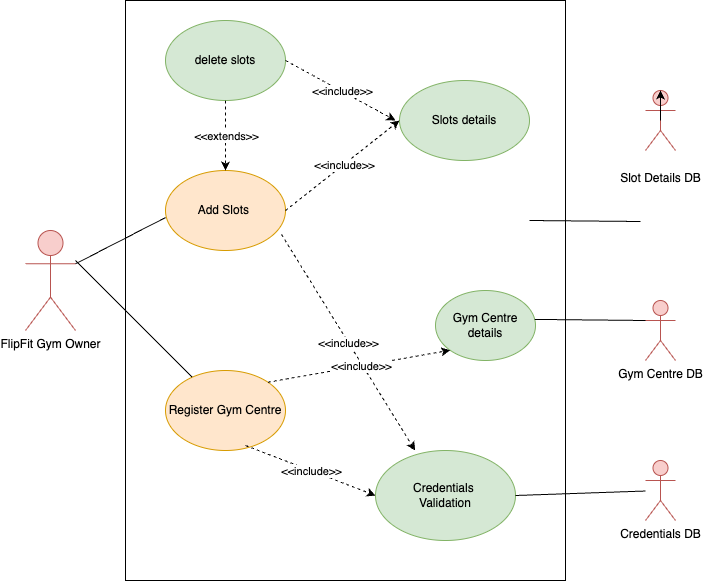 delete slots
<<include>>
Slots details
<<extends>>
<<include>>
Slot Details DB
Add Slots
Gym Centre
details
FlipFit Gym Owner
<<include>>
<<include>>
Gym Centre DB
Register Gym Centre
<<include>>
Credentials
Validation
Credentials DB